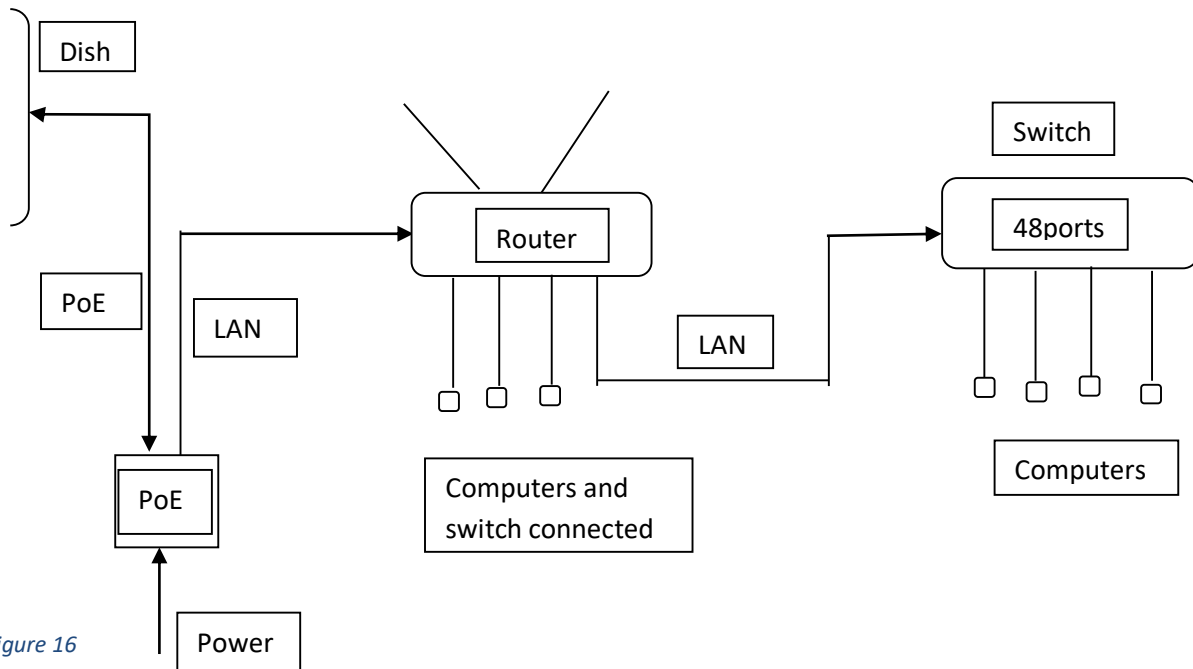 Dish
Switch
48ports
Router
PoE
LAN
LAN
Computers and
switch connected
Computers
PoE
Power
igure 16